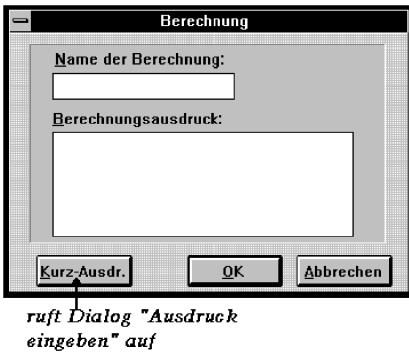 Berechnung
Name der Berechnung:
Berechnungsausdruck:
Kurz-Ausdr. OK Abbrechen
ruft Dialog "Ausdruck
eingeben" auf